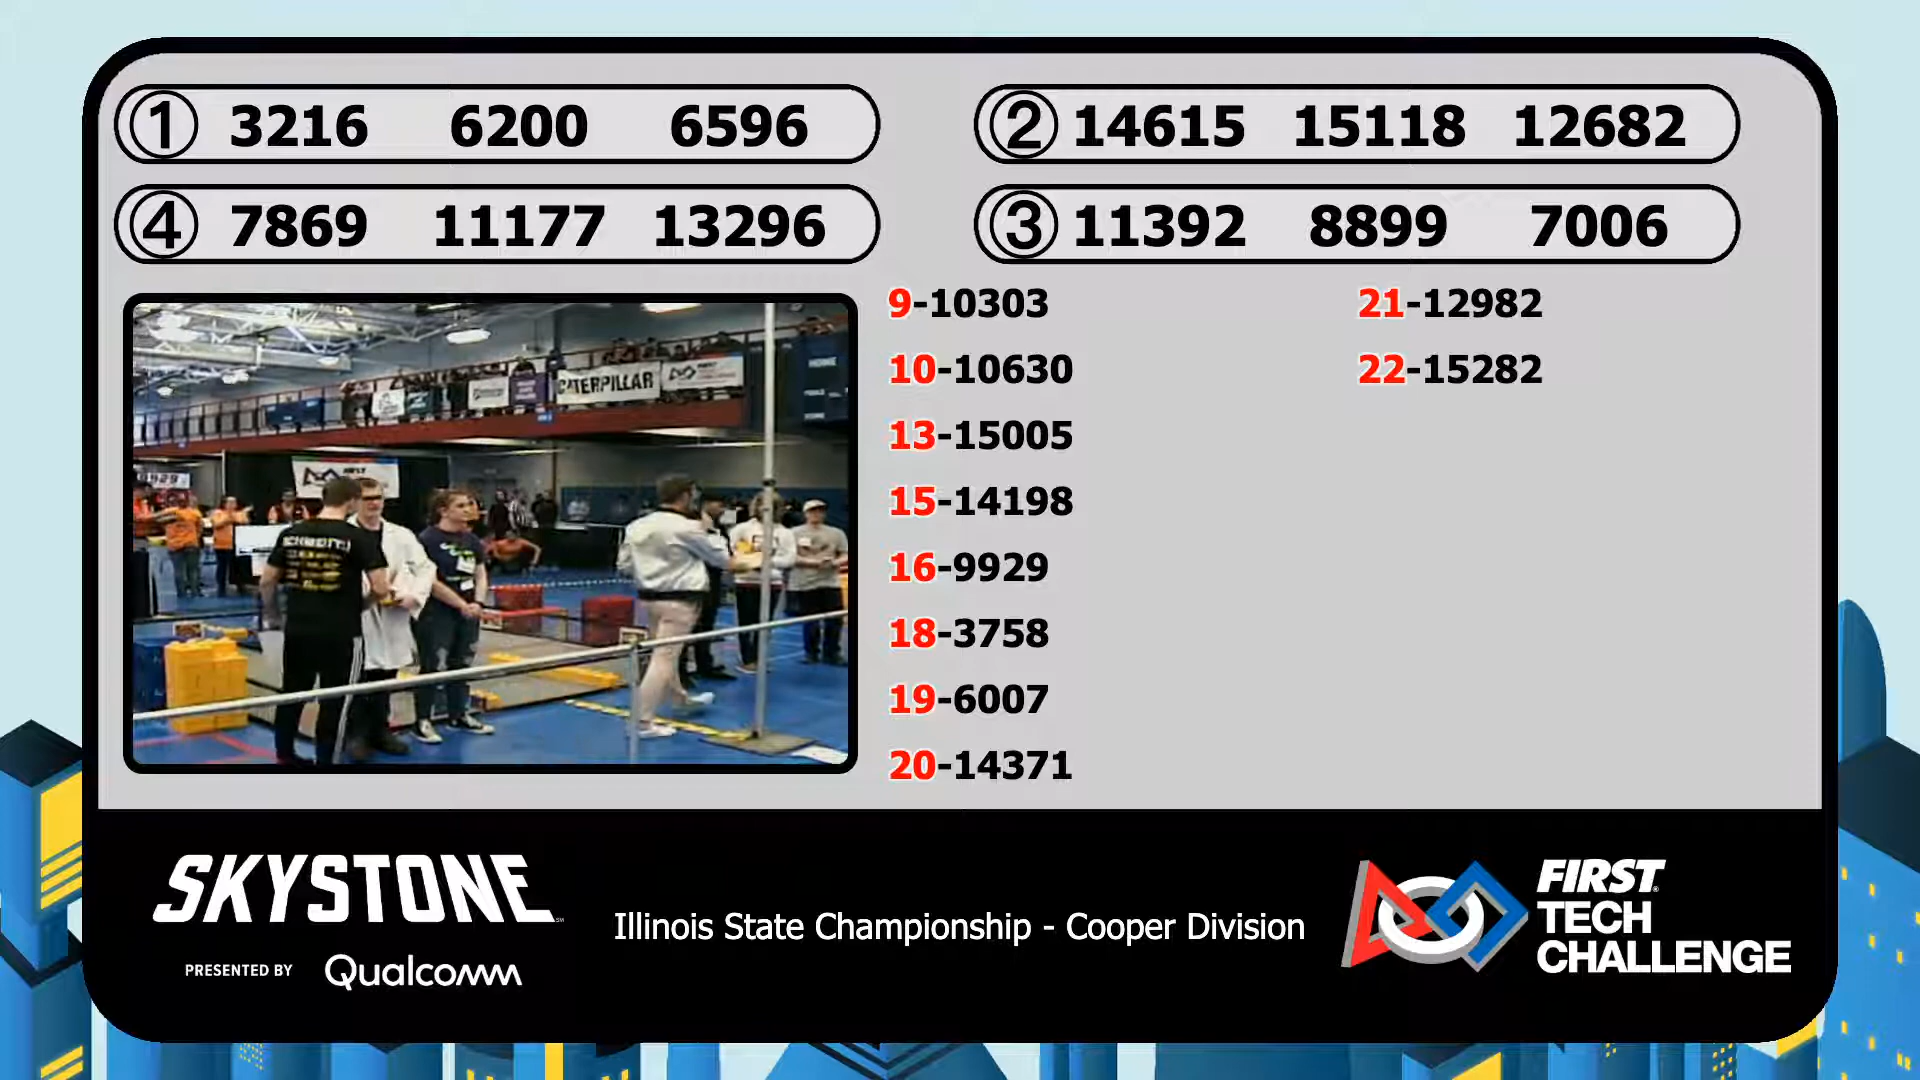 1 3216 6200 6596
2 14615 15118 12682
4 7869 11177 13296
3 11392 8899 7006
9-10303
10-10630
13-15005
15-14198
16-9929
18-3758
19-6007
20-14371
21-12982
22-15282
CATERPILLAR
HOME
FIRST
SKYSTONE
PRESENTED BY Qualcomm
Illinois State Championship - Cooper Division
FIRST
TECH
CHALLENGE